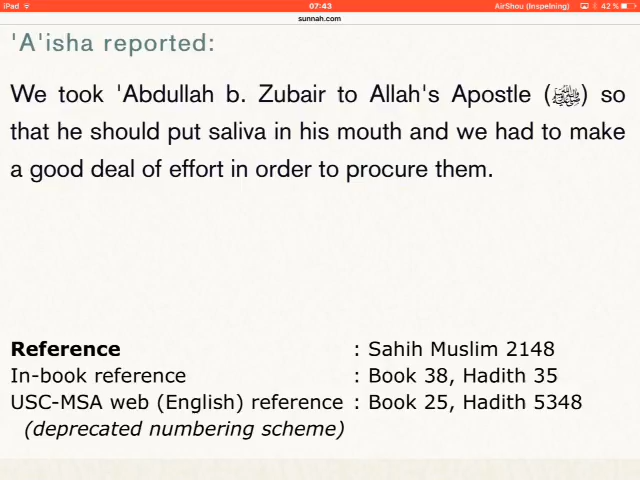 iPad 07:43 AirShou (Inspelning) 42 %
sunnah.com
'A'isha reported:
We took 'Abdullah b. Zubair to Allah's Apostle (ﷺ) so
that he should put saliva in his mouth and we had to make
a good deal of effort in order to procure them.
Reference : Sahih Muslim 2148
In-book reference : Book 38, Hadith 35
USC-MSA web (English) reference : Book 25, Hadith 5348
(deprecated numbering scheme)